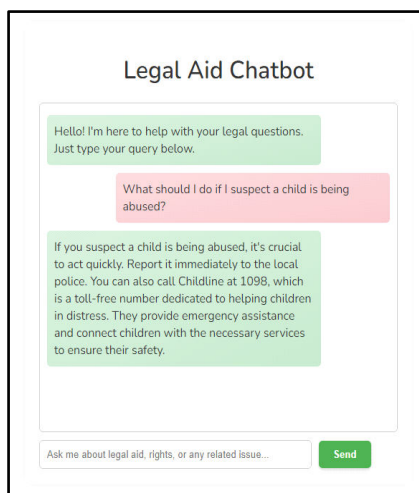 Legal Aid Chatbot
Hello! I'm here to help with your legal questions.
Just type your query below.
What should I do if I suspect a child is being
abused?
If you suspect a child is being abused, it's crucial
to act quickly. Report it immediately to the local
police. You can also call Childline at 1098, which
is a toll-free number dedicated to helping children
in distress. They provide emergency assistance
and connect children with the necessary services
to ensure their safety.
Ask me about legal aid, rights, or any related issue...
Send